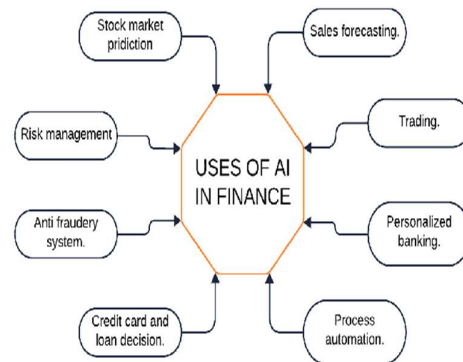 Stock market
pridiction
Sales forecasting.
Risk management
Trading.
USES OF AI
IN FINANCE
Anti fraudery
system.
Personalized
banking.
Credit card and
loan decision.
Process
automation.